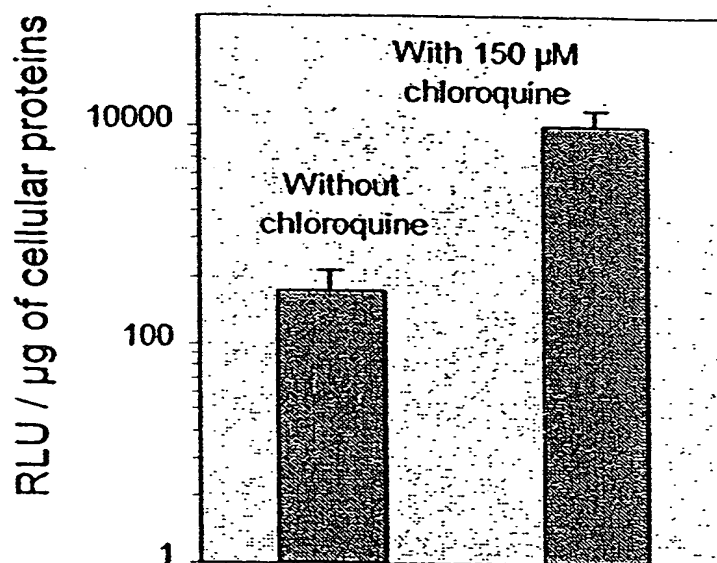 RLU / µg of cellular proteins
10000
100
1
With 150 µM
chloroquine
Without
chloroquine